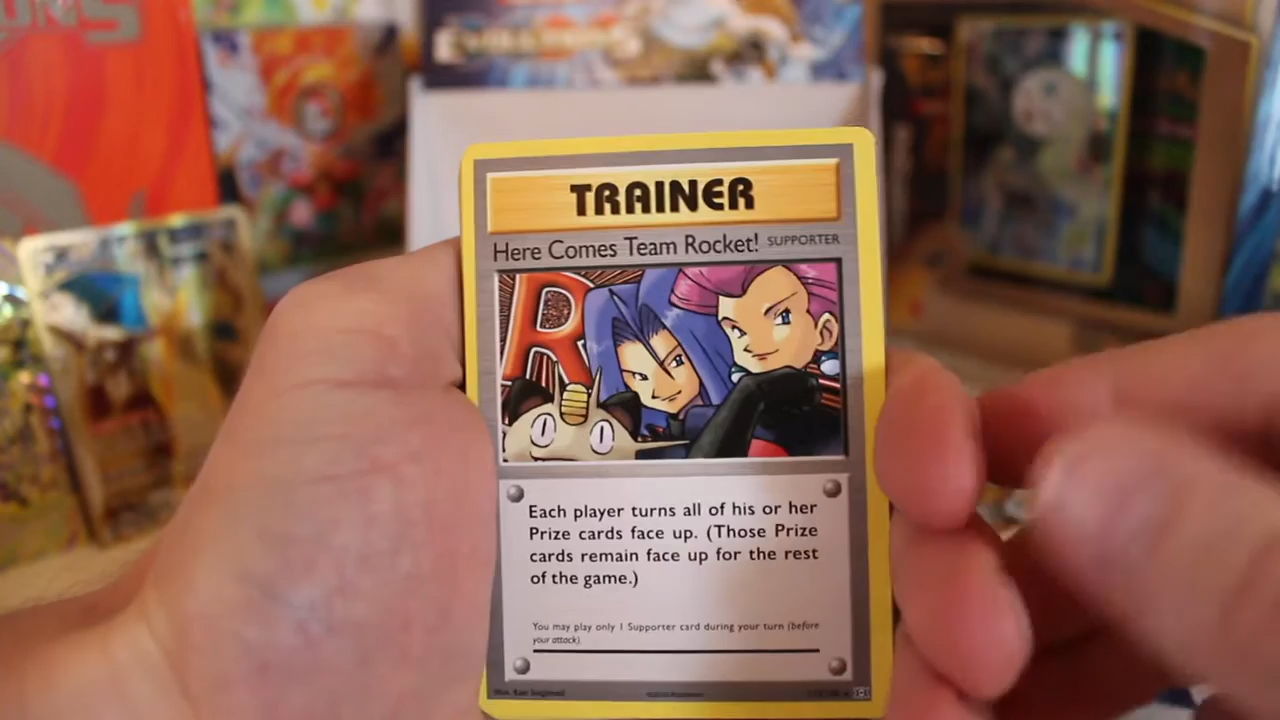 EVOLUTIONS
TRAINER
Here Comes Team Rocket! SUPPORTER
R
Each player turns all of his or her
Prize cards face up. (Those Prize
cards remain face up for the rest
of the game.)
You may play only 1 Supporter card during your turn (before
your attack).